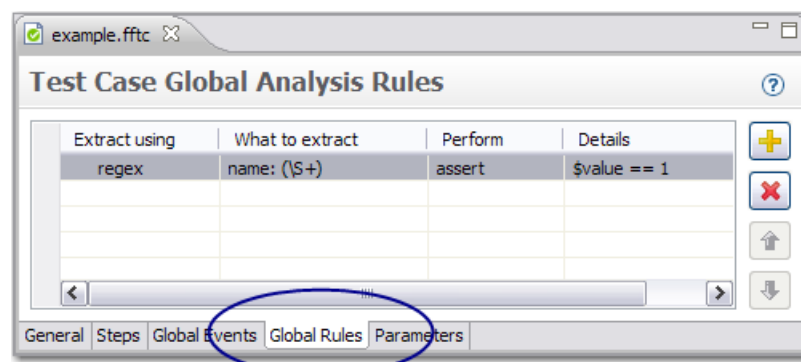 example.fftc
Test Case Global Analysis Rules
Extract using What to extract Perform Details
regex name: (\S+) assert $value == 1
General Steps Global Events Global Rules Parameters